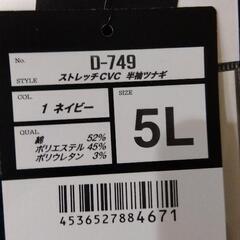 No. D-749
STYLE ストレッチCVC 半袖ツナギ
COL. 1 ネイビー
SIZE 5L
QUAL.
綿 52%
ポリエステル 45%
ポリウレタン 3%
4536527884671